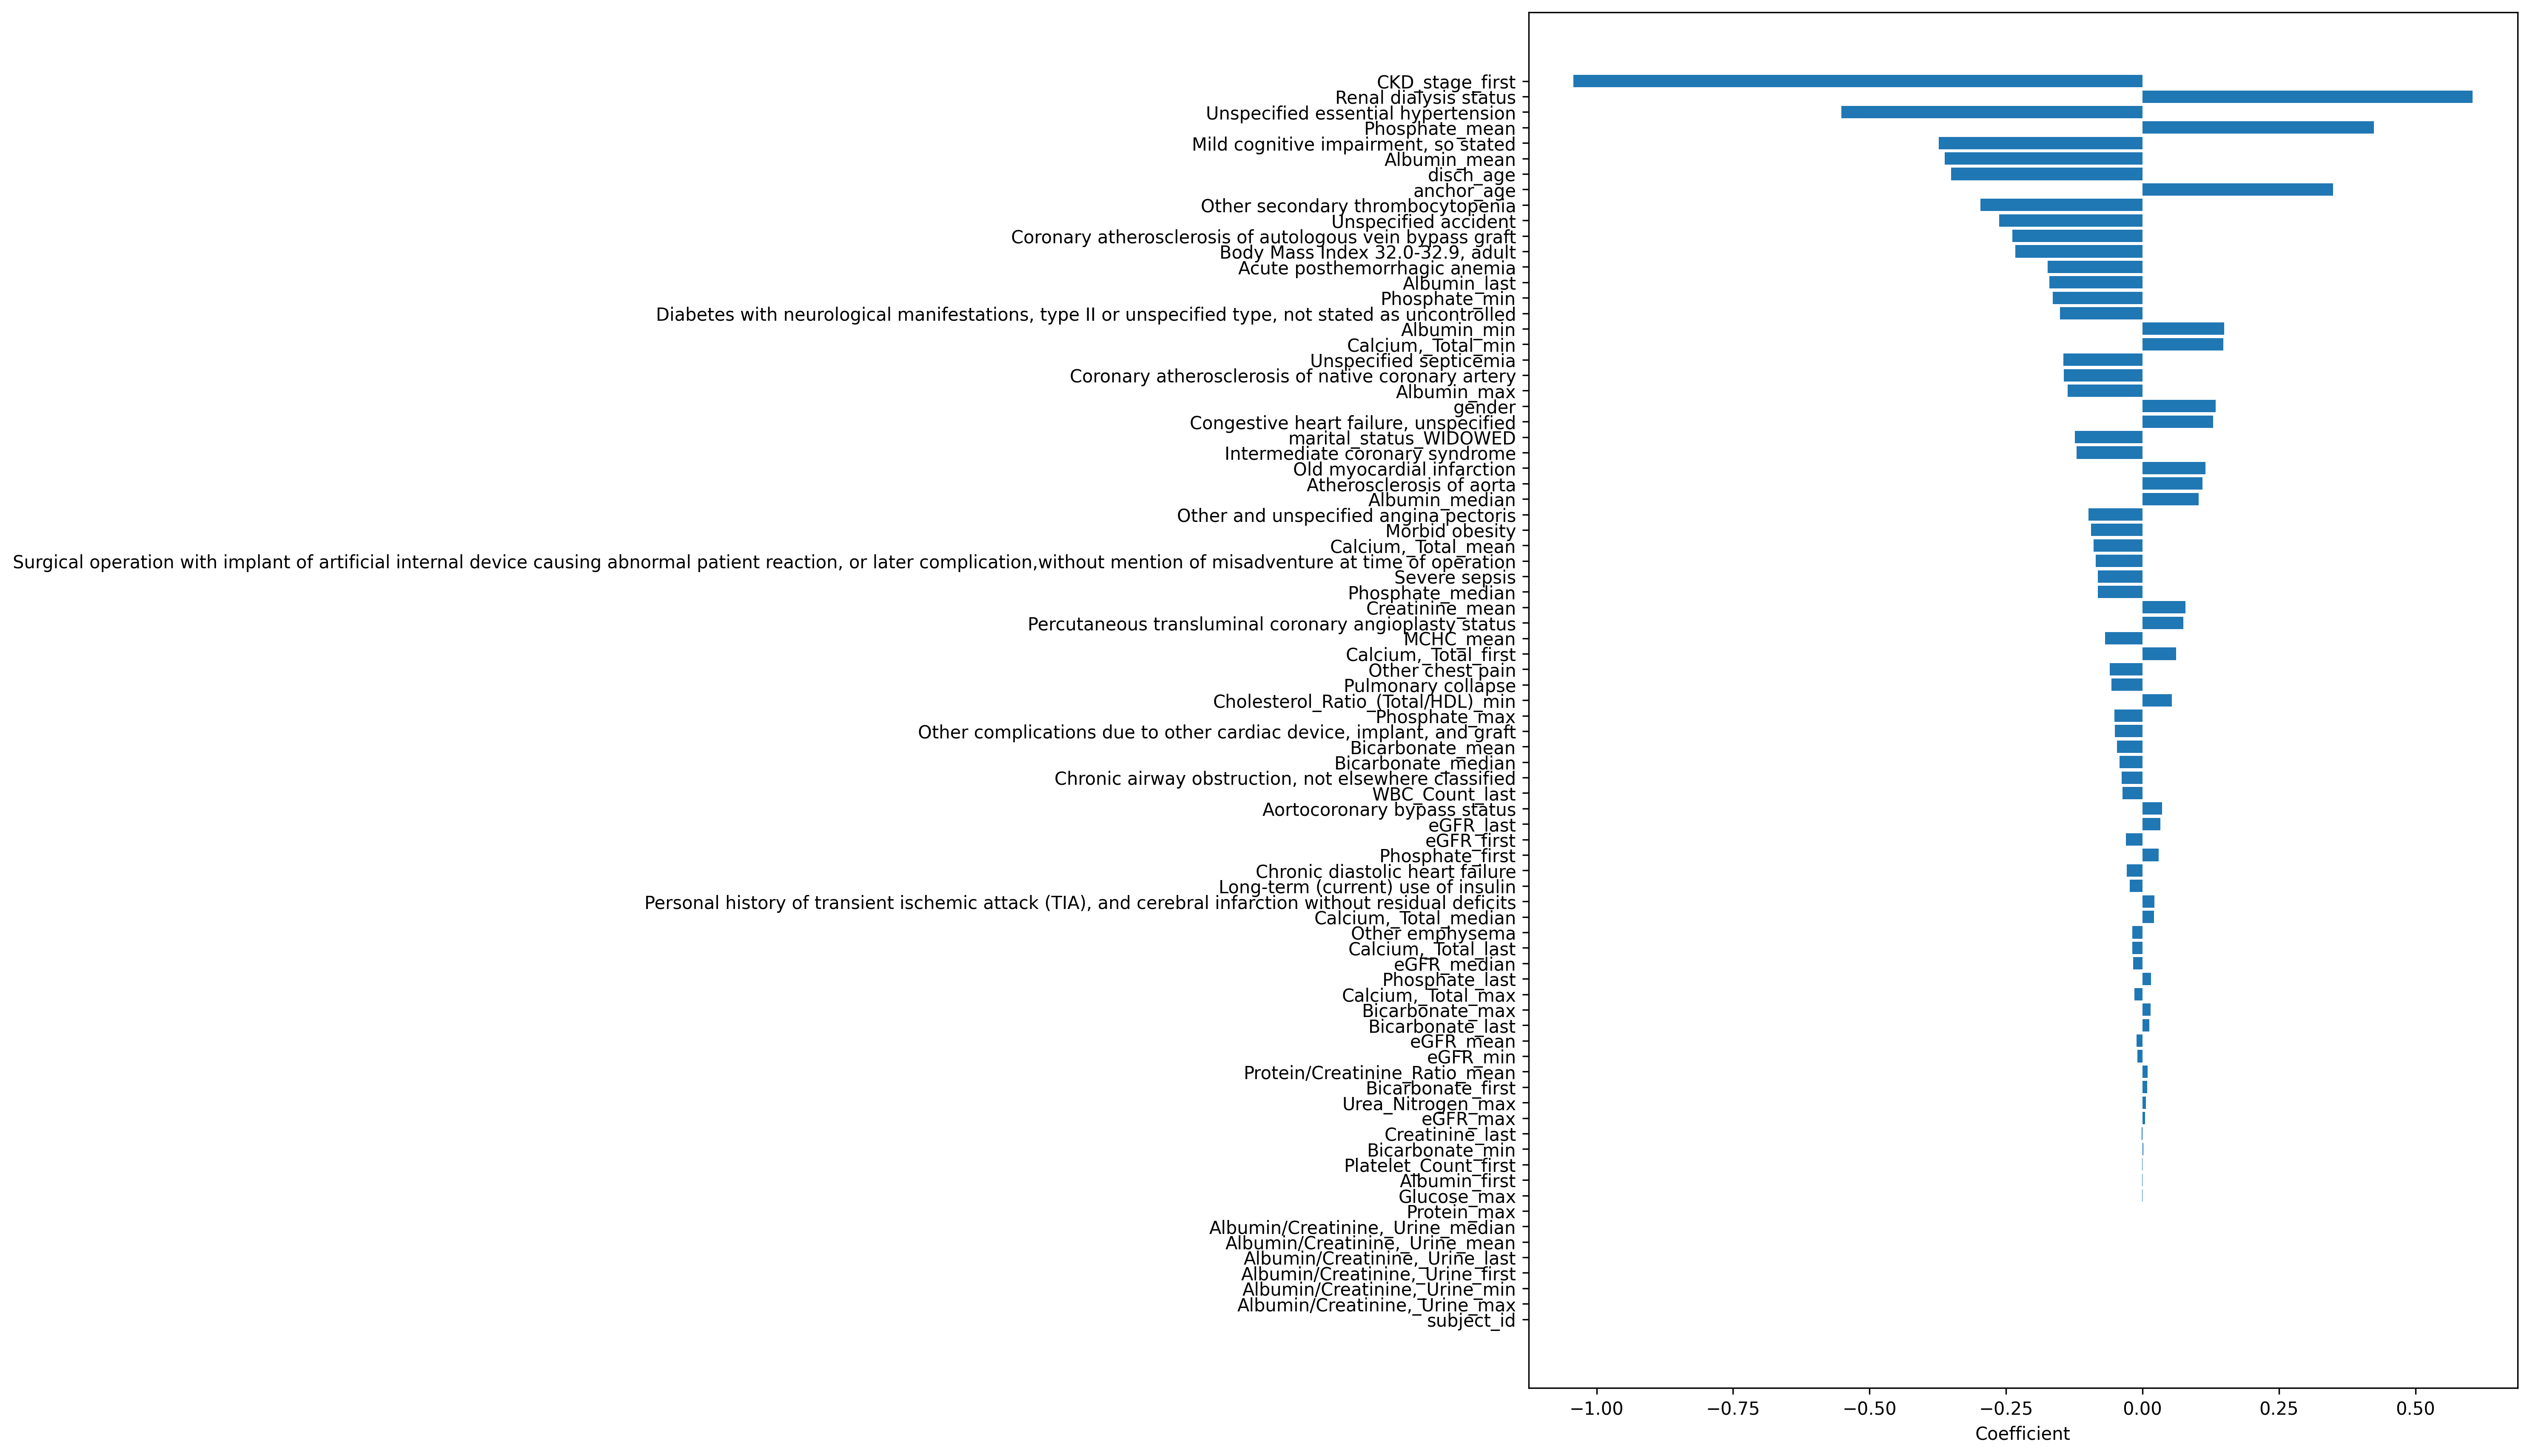 CKD_stage_first
Renal dialysis status
Unspecified essential hypertension
Phosphate_mean
Mild cognitive impairment, so stated
Albumin_mean
disch_age
anchor_age
Other secondary thrombocytopenia
Unspecified accident
Coronary atherosclerosis of autologous vein bypass graft
Body Mass Index 32.0-32.9, adult
Acute posthemorrhagic anemia
Albumin_last
Phosphate_min
Diabetes with neurological manifestations, type II or unspecified type, not stated as uncontrolled
Albumin_min
Calcium,_Total_min
Unspecified septicemia
Coronary atherosclerosis of native coronary artery
Albumin_max
gender
Congestive heart failure, unspecified
marital_status_WIDOWED
Intermediate coronary syndrome
Old myocardial infarction
Atherosclerosis of aorta
Albumin_median
Other and unspecified angina pectoris
Morbid obesity
Calcium,_Total_mean
Surgical operation with implant of artificial internal device causing abnormal patient reaction, or later complication,without mention of misadventure at time of operation
Severe sepsis
Phosphate_median
Creatinine_mean
Percutaneous transluminal coronary angioplasty status
MCHC_mean
Calcium,_Total_first
Other chest pain
Pulmonary collapse
Cholesterol_Ratio_(Total/HDL)_min
Phosphate_max
Other complications due to other cardiac device, implant, and graft
Bicarbonate_mean
Bicarbonate_median
Chronic airway obstruction, not elsewhere classified
WBC_Count_last
Aortocoronary bypass status
eGFR_last
eGFR_first
Phosphate_first
Chronic diastolic heart failure
Long-term (current) use of insulin
Personal history of transient ischemic attack (TIA), and cerebral infarction without residual deficits
Calcium,_Total_median
Other emphysema
Calcium,_Total_last
eGFR_median
Phosphate_last
Calcium,_Total_max
Bicarbonate_max
Bicarbonate_last
eGFR_mean
eGFR_min
Protein/Creatinine_Ratio_mean
Bicarbonate_first
Urea_Nitrogen_max
eGFR_max
Creatinine_last
Bicarbonate_min
Platelet_Count_first
Albumin_first
Glucose_max
Protein_max
Albumin/Creatinine,_Urine_median
Albumin/Creatinine,_Urine_mean
Albumin/Creatinine,_Urine_last
Albumin/Creatinine,_Urine_first
Albumin/Creatinine,_Urine_min
Albumin/Creatinine,_Urine_max
subject_id
−1.00 −0.75 −0.50 −0.25 0.00 0.25 0.50
Coefficient